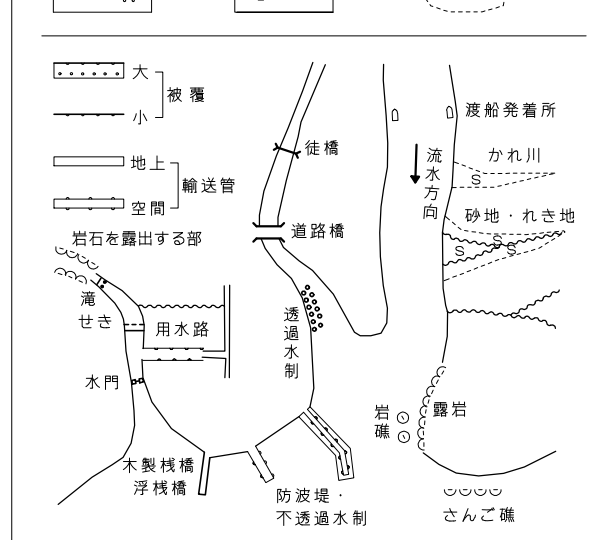 大
小
被覆
地上
空間
輸送管
岩石を露出する部
滝
せき
用水路
水門
木製桟橋
浮桟橋
徒橋
道路橋
透過水制
防波堤・
不透過水制
渡船発着所
流水方向
かれ川
S
砂地・れき地
S
S
S
岩礁
露岩
さんご礁